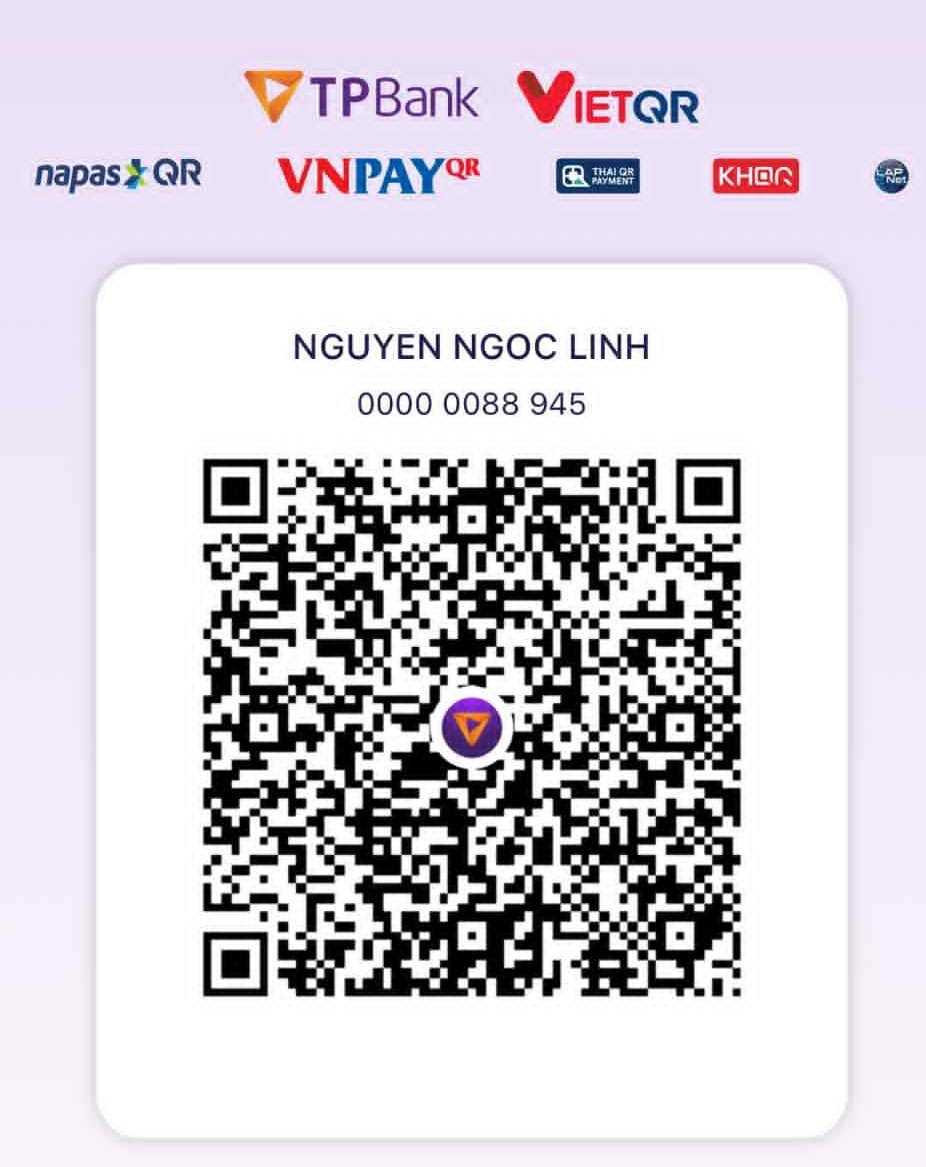 TPBank VIETQR
napas QR VNPAYQR THAI QR PAYMENT KHQR LAPNet
NGUYEN NGOC LINH
0000 0088 945